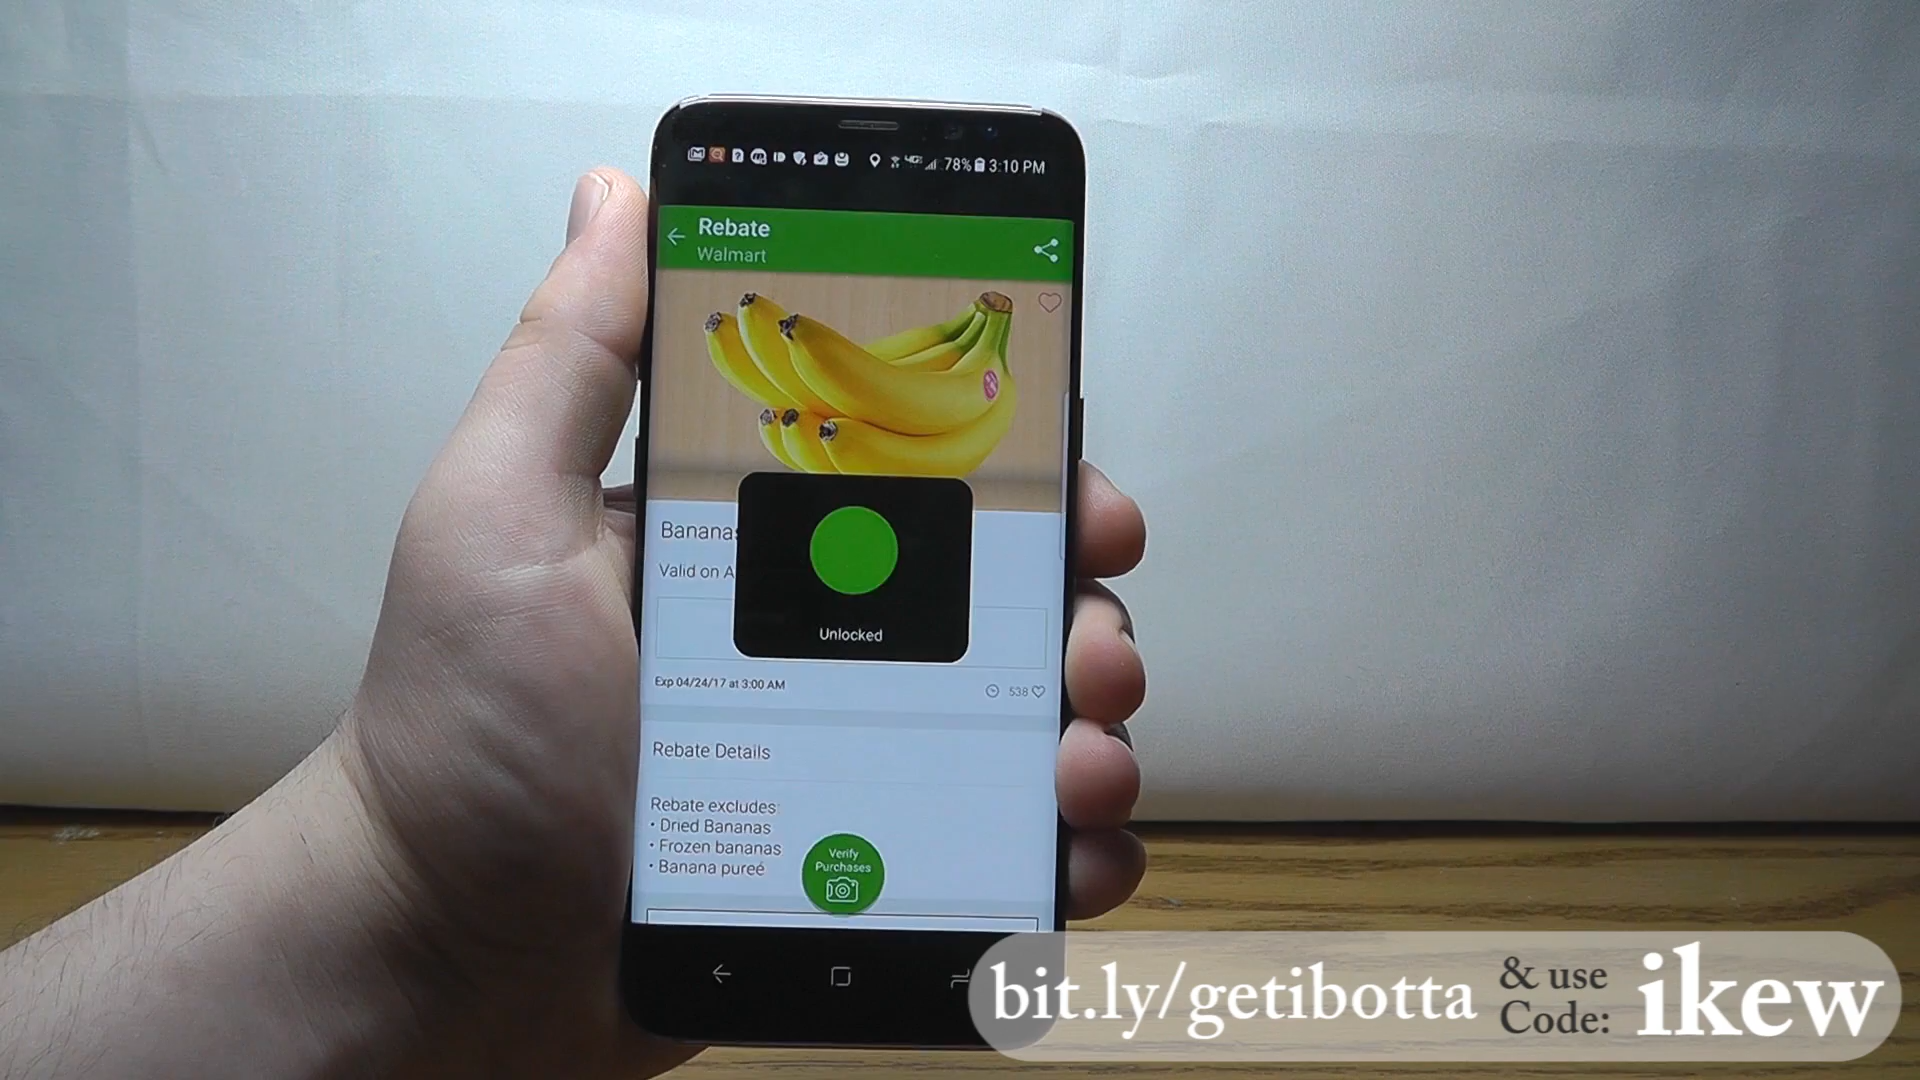 78% 3:10 PM
Rebate
Walmart
Bananas
Valid on A
Unlocked
Exp 04/24/17 at 3:00 AM
538
Rebate Details
Rebate excludes:
• Dried Bananas
• Frozen bananas
• Banana pureé
Verify
Purchases
bit.ly/getibotta & use Code: ikew